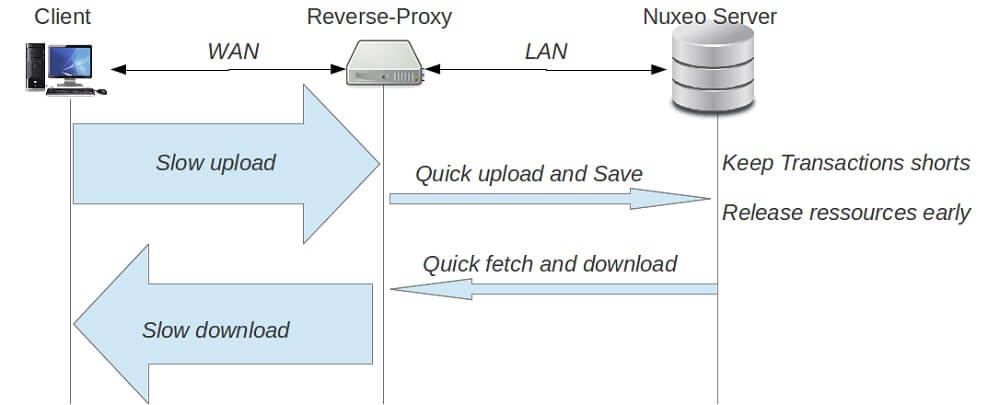 Client
Reverse-Proxy
Nuxeo Server
WAN
LAN
Slow upload
Quick upload and Save
Keep Transactions shorts
Release ressources early
Quick fetch and download
Slow download